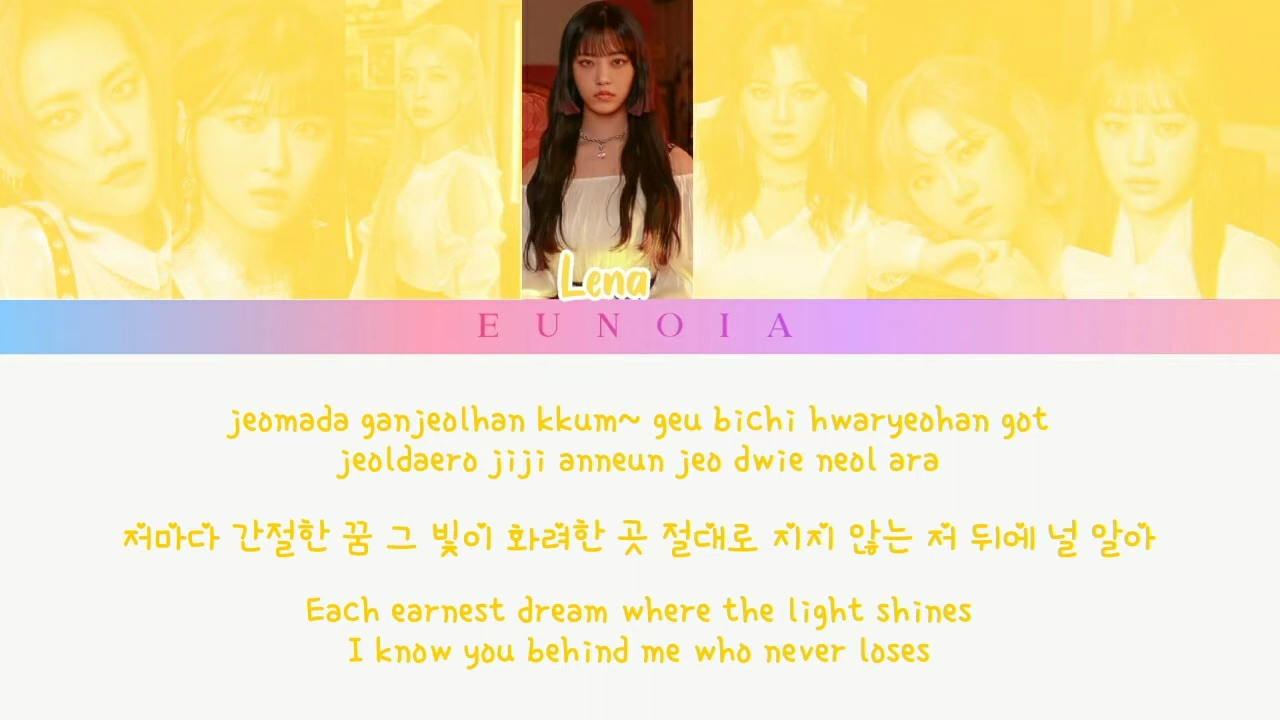 Lena
EUNOIA
jeomada ganjeolhan kkum~ geu bichi hwaryeohan got
jeoldaero jiji anneun jeo dwie neol ara
저마다 간절한 꿈 그 빛이 화려한 곳 절대로 지지 않는 저 뒤에 널 알아
Each earnest dream where the light shines
I know you behind me who never loses